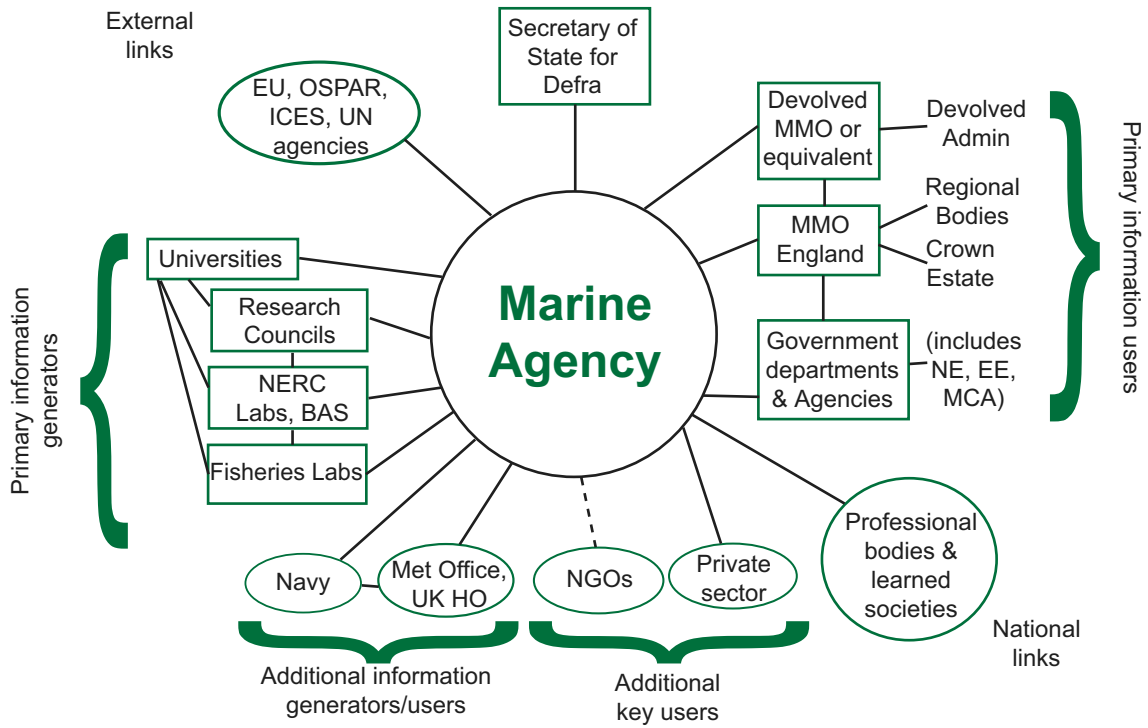 External
links
Secretary of
State for
Defra
EU, OSPAR,
ICES, UN
agencies
Devolved
MMO or
equivalent
Devolved
Admin
Regional
Bodies
MMO
England
Crown
Estate
Primary information users
Universities
Research
Councils
NERC
Labs, BAS
Fisheries Labs
Primary information
generators
Marine
Agency
Government
departments
& Agencies
(includes
NE, EE,
MCA)
Navy
Met Office,
UK HO
NGOs
Private
sector
Professional
bodies &
learned
societies
National
links
Additional information
generators/users
Additional
key users